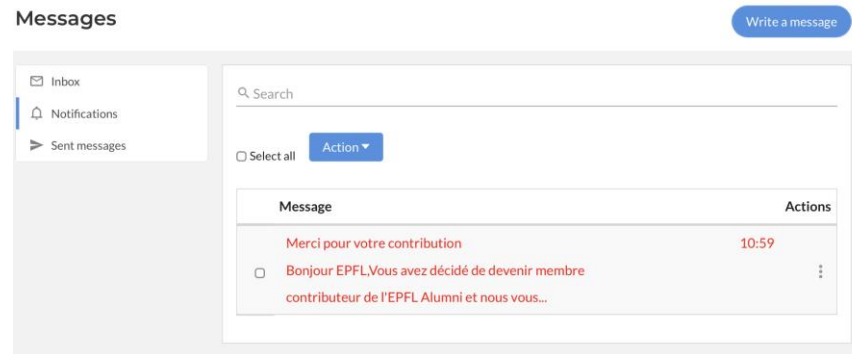 Messages
Write a message
Inbox
Notifications
Sent messages
Search
Select all
Action
Message Actions
Merci pour votre contribution 10:59
Bonjour EPFL,Vous avez décidé de devenir membre
contributeur de l'EPFL Alumni et nous vous...